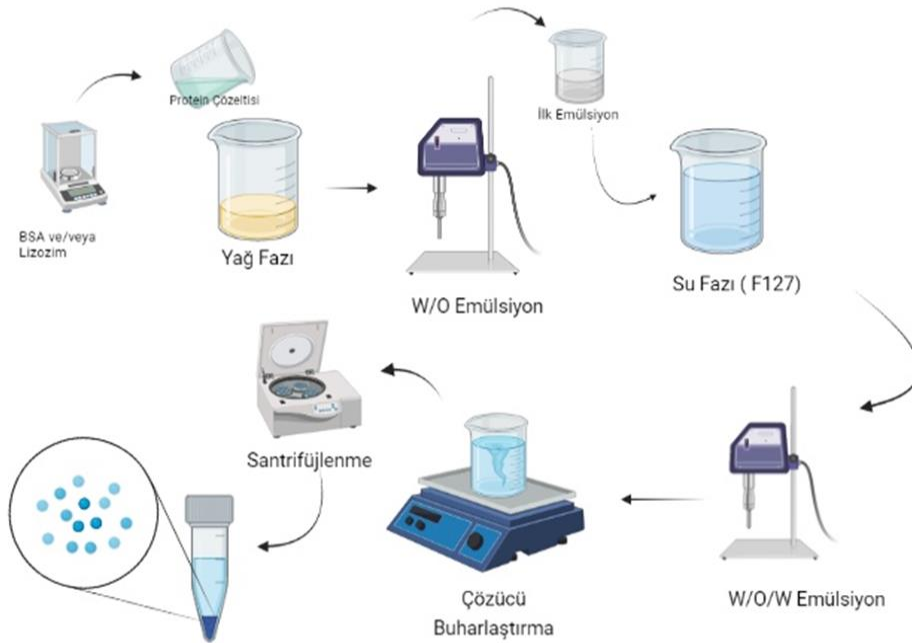 Protein Çözeltisi
İlk Emülsiyon
BSA ve/veya
Lizozim
Yağ Fazı
W/O Emülsiyon
Su Fazı ( F127)
Santrifüjlenme
Çözücü
Buharlaştırma
W/O/W Emülsiyon